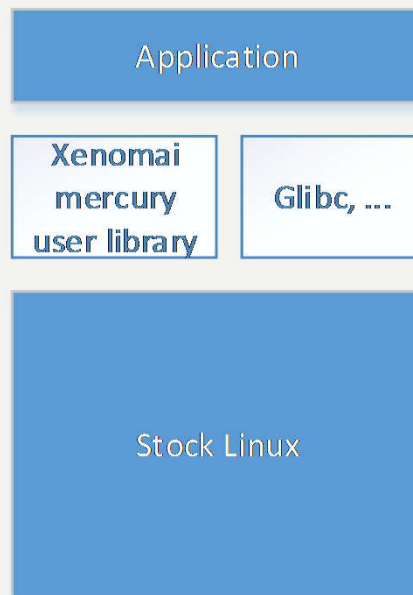 Application
Xenomai
mercury
user library
Glibc, ...
Stock Linux